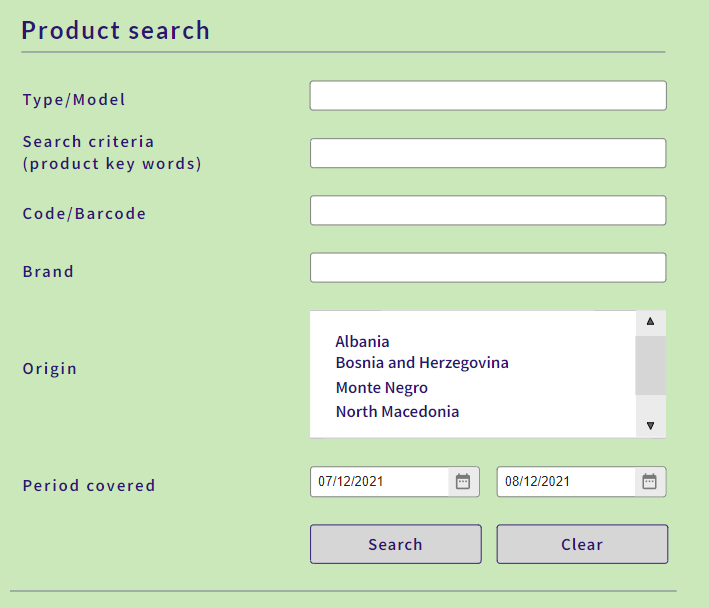 Product search
Type/Model
Search criteria
(product key words)
Code/Barcode
Brand
Origin
Albania
Bosnia and Herzegovina
Monte Negro
North Macedonia
Period covered
07/12/2021
08/12/2021
Search
Clear